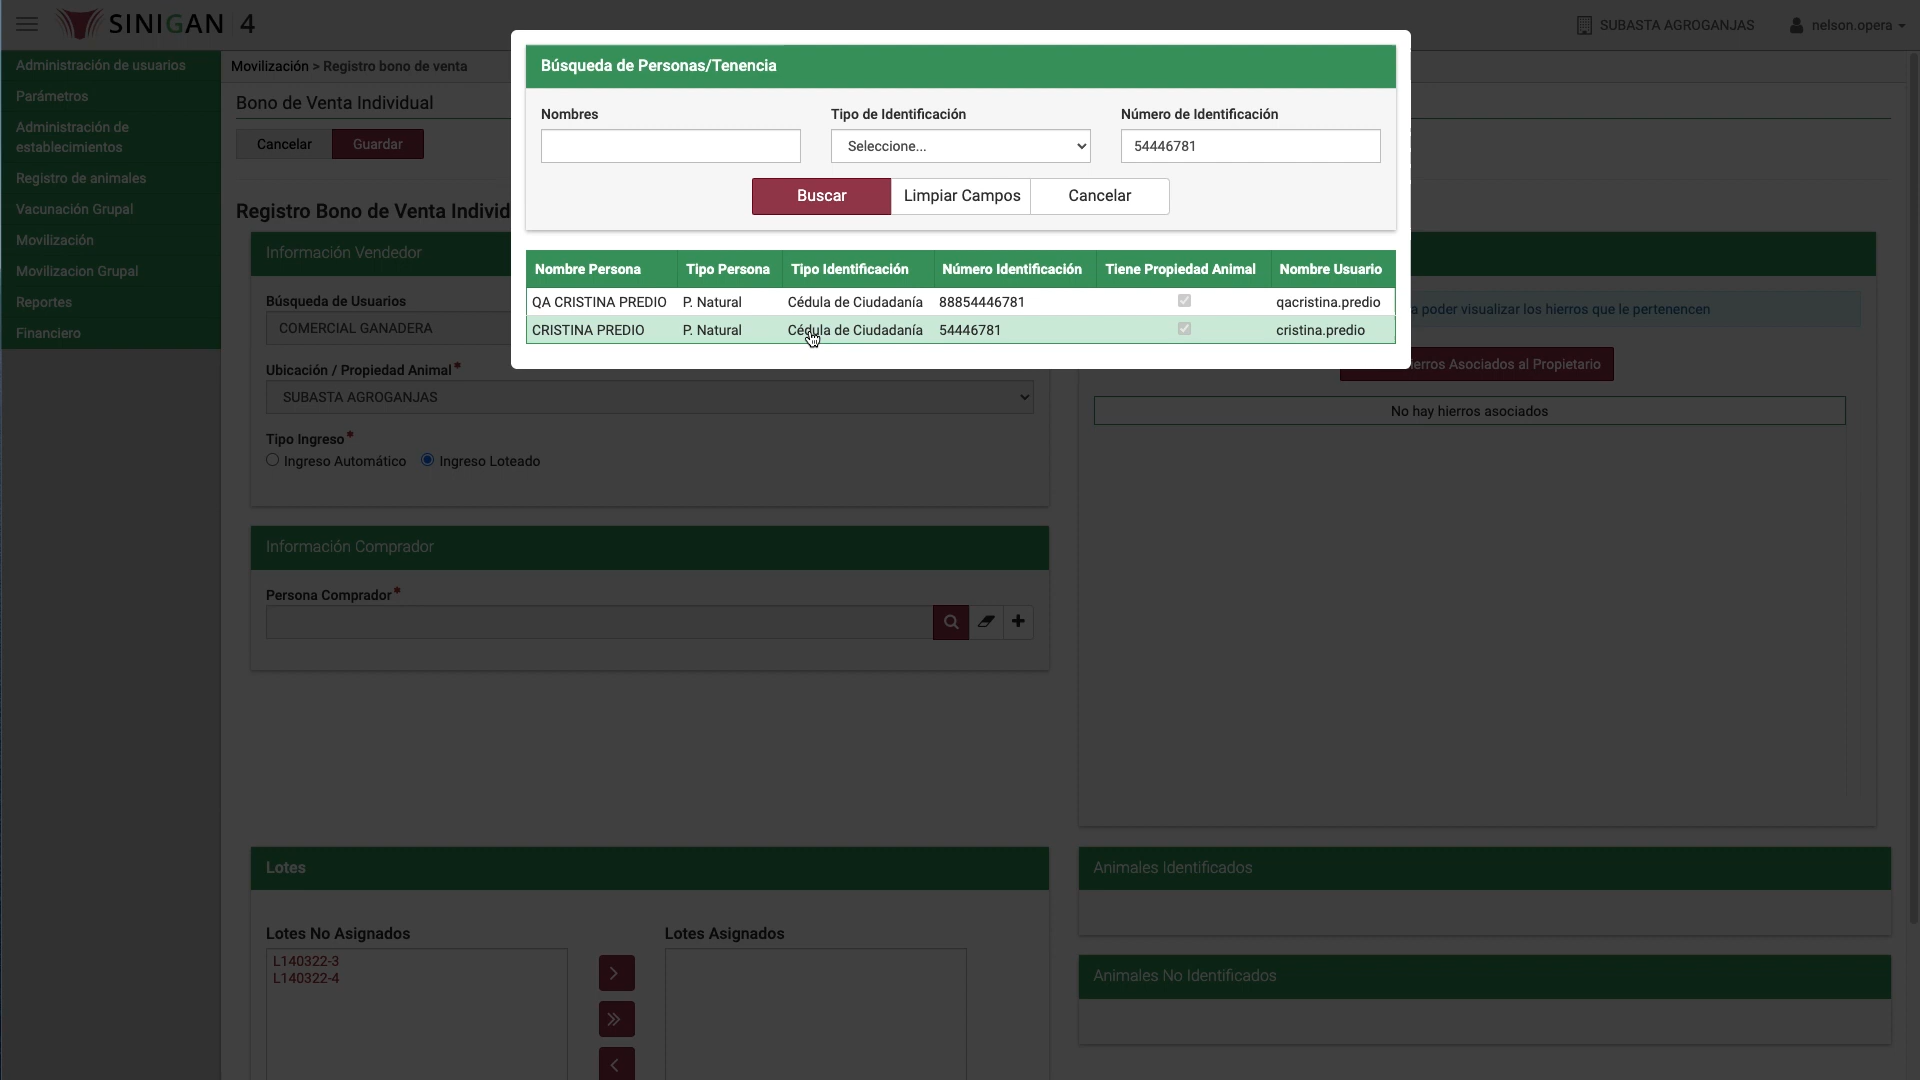 SINIGAN 4
SUBASTA AGROGANJAS
nelson.opera
Administración de usuarios
Parámetros
Administración de
establecimientos
Registro de animales
Vacunación Grupal
Movilización
Movilizacion Grupal
Reportes
Financiero
Movilización > Registro bono de venta
Bono de Venta Individual
Cancelar
Guardar
Registro Bono de Venta Individ
Información Vendedor
Búsqueda de Usuarios
COMERCIAL GANADERA
Ubicación / Propiedad Animal*
SUBASTA AGROGANJAS
Tipo Ingreso*
Ingreso Automático
Ingreso Loteado
Información Comprador
Persona Comprador*
Búsqueda de Personas/Tenencia
Nombres
Tipo de Identificación
Número de Identificación
Seleccione...
54446781
Buscar
Limpiar Campos
Cancelar
Nombre Persona Tipo Persona Tipo Identificación Número Identificación Tiene Propiedad Animal Nombre Usuario
QA CRISTINA PREDIO P. Natural Cédula de Ciudadanía 88854446781 qacristina.predio
CRISTINA PREDIO P. Natural Cédula de Ciudadanía 54446781 cristina.predio
a poder visualizar los hierros que le pertenencen
ierros Asociados al Propietario
No hay hierros asociados
Lotes
Lotes No Asignados
L140322-3
L140322-4
Lotes Asignados
Animales Identificados
Animales No Identificados